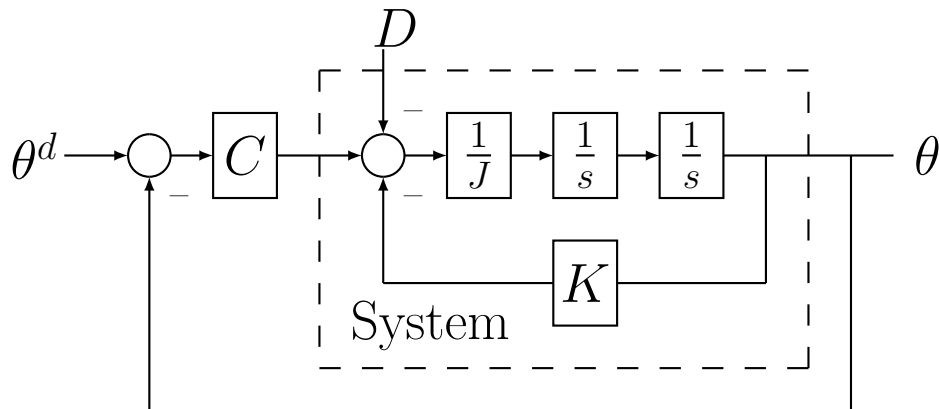 D
θ^d C 1/J 1/s 1/s θ
− − −
K
System